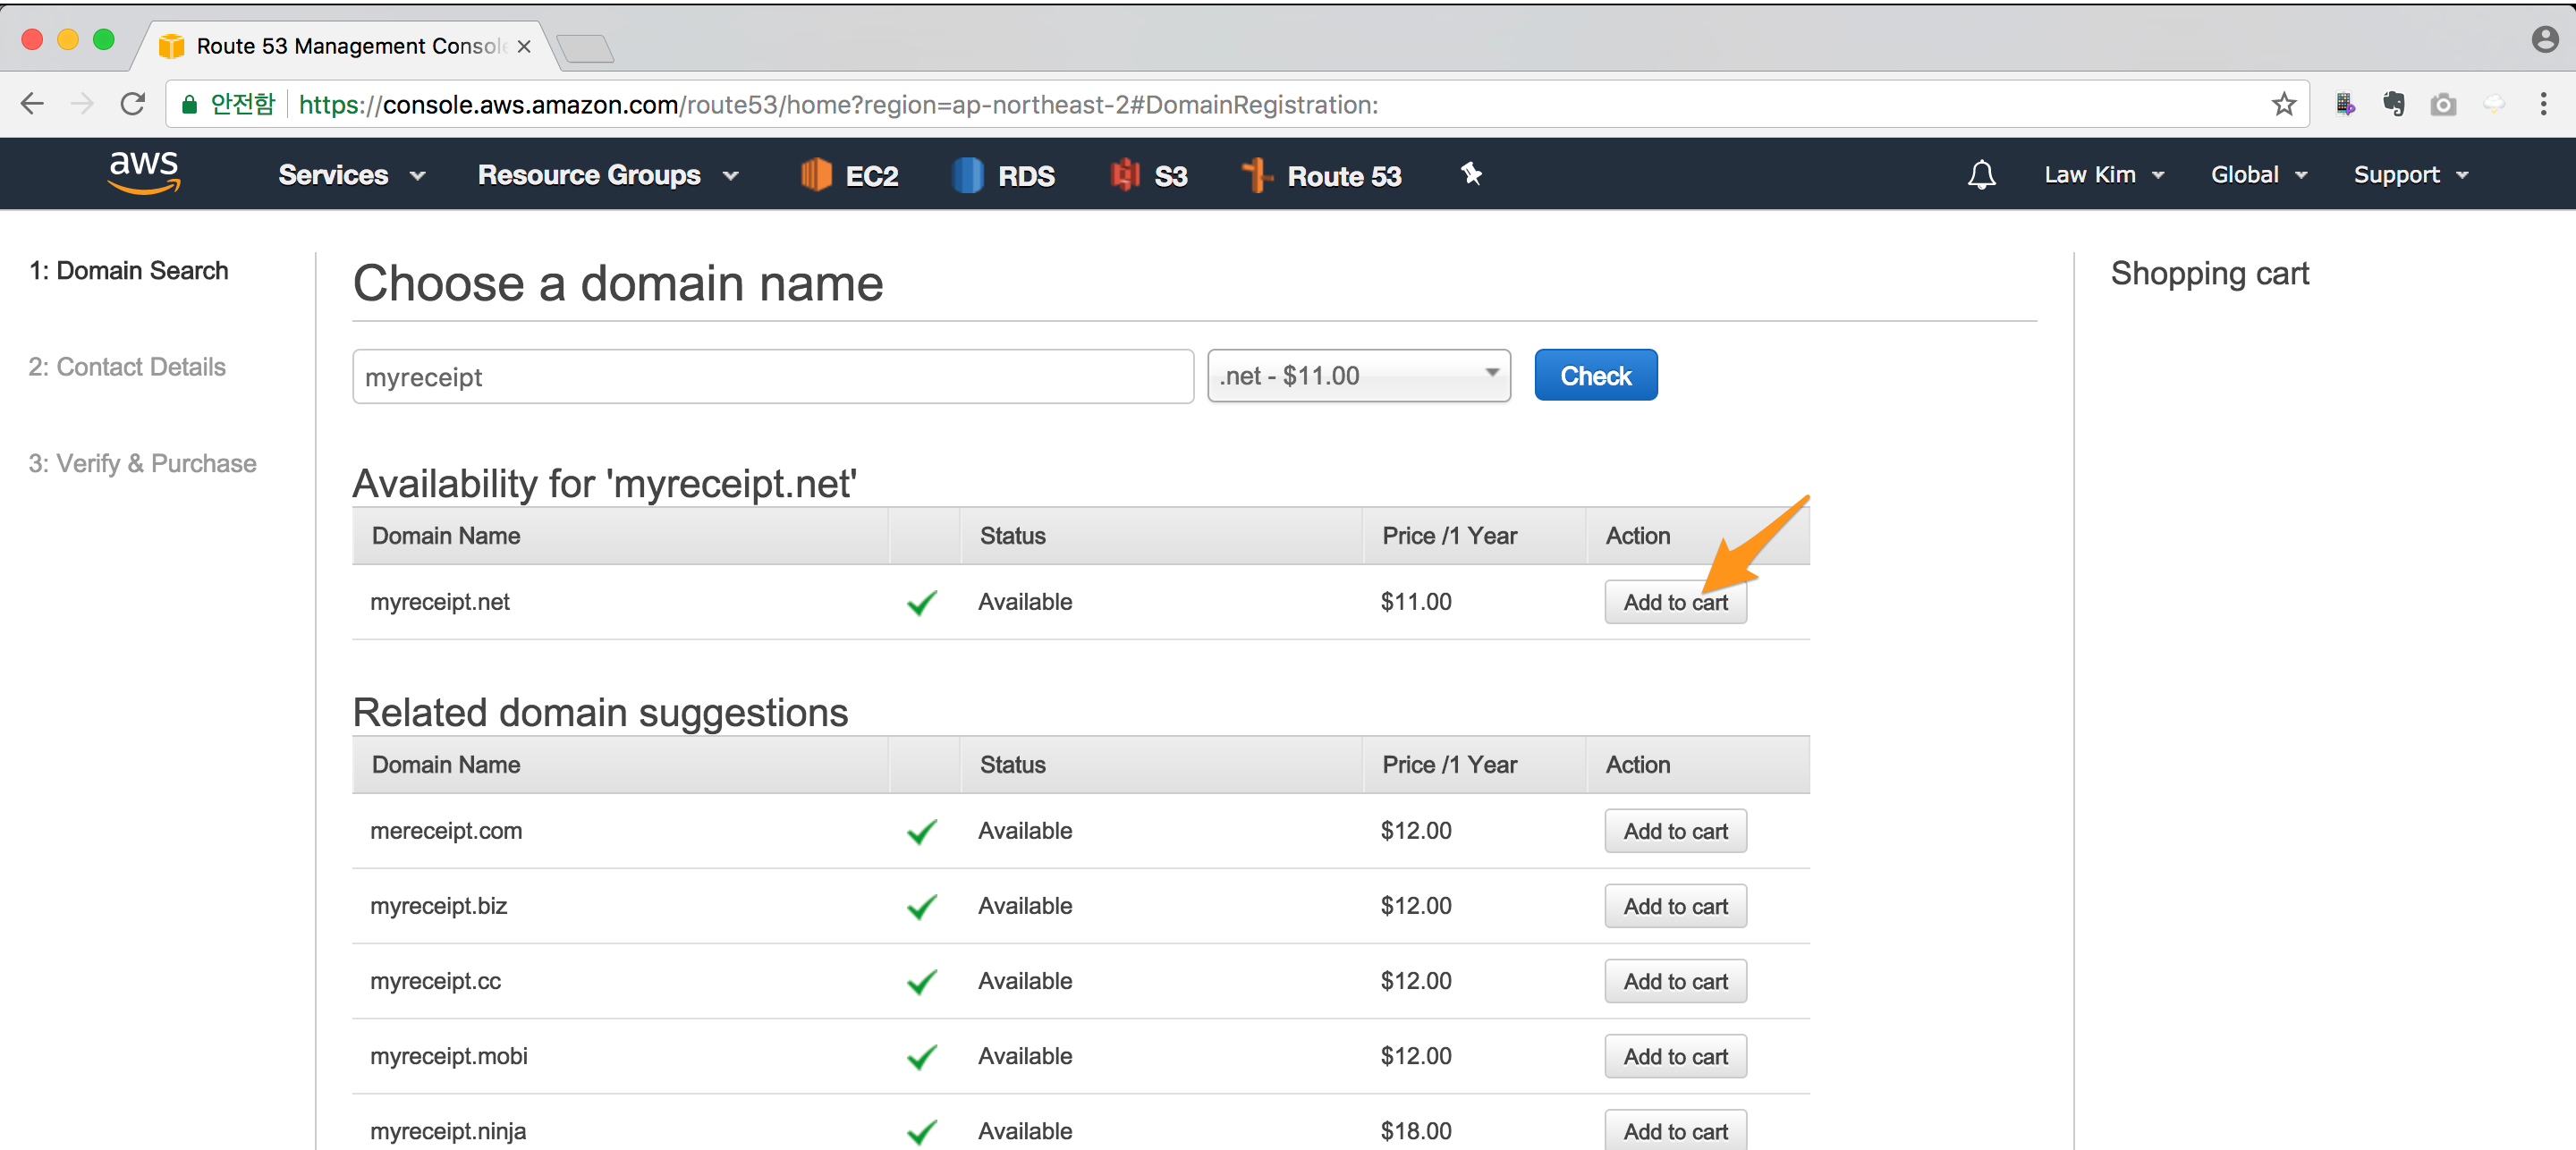 Route 53 Management Consol
안전함 https://console.aws.amazon.com/route53/home?region=ap-northeast-2#DomainRegistration:
aws Services Resource Groups EC2 RDS S3 Route 53 Law Kim Global Support
1: Domain Search
2: Contact Details
3: Verify & Purchase
Choose a domain name
myreceipt .net - $11.00 Check
Availability for 'myreceipt.net'
Domain Name Status Price /1 Year Action
myreceipt.net Available $11.00 Add to cart
Related domain suggestions
Domain Name Status Price /1 Year Action
mereceipt.com Available $12.00 Add to cart
myreceipt.biz Available $12.00 Add to cart
myreceipt.cc Available $12.00 Add to cart
myreceipt.mobi Available $12.00 Add to cart
myreceipt.ninja Available $18.00 Add to cart
Shopping cart